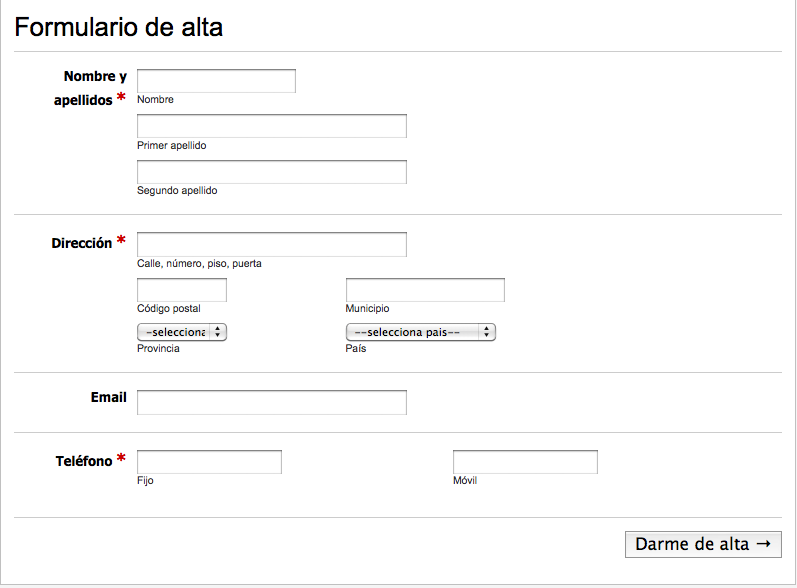 Formulario de alta
Nombre y
apellidos *
Nombre
Primer apellido
Segundo apellido
Dirección *
Calle, número, piso, puerta
Código postal
Municipio
-selecciona
--selecciona pais--
Provincia
País
Email
Teléfono *
Fijo
Móvil
Darme de alta →